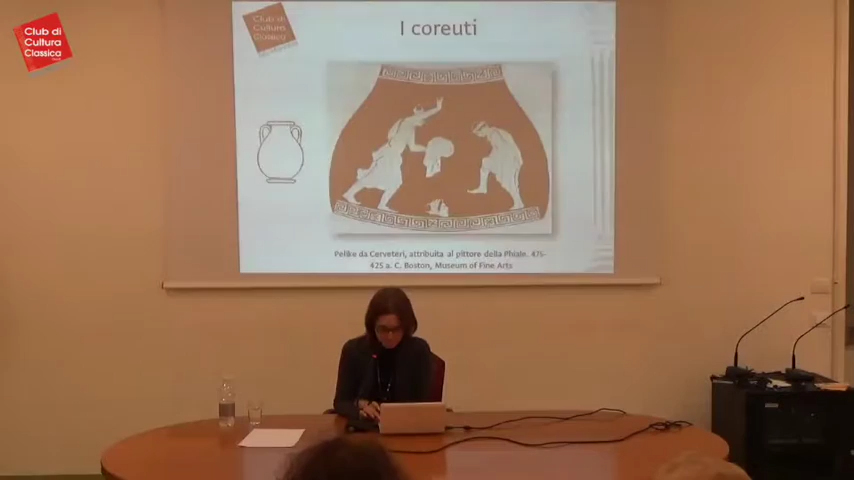 Club di
Cultura
Classica
Club di
Cultura
Classica
I coreuti
Pelike da Cerveteri, attribuita al pittore della Phiale. 475-
425 a. C. Boston, Museum of Fine Arts